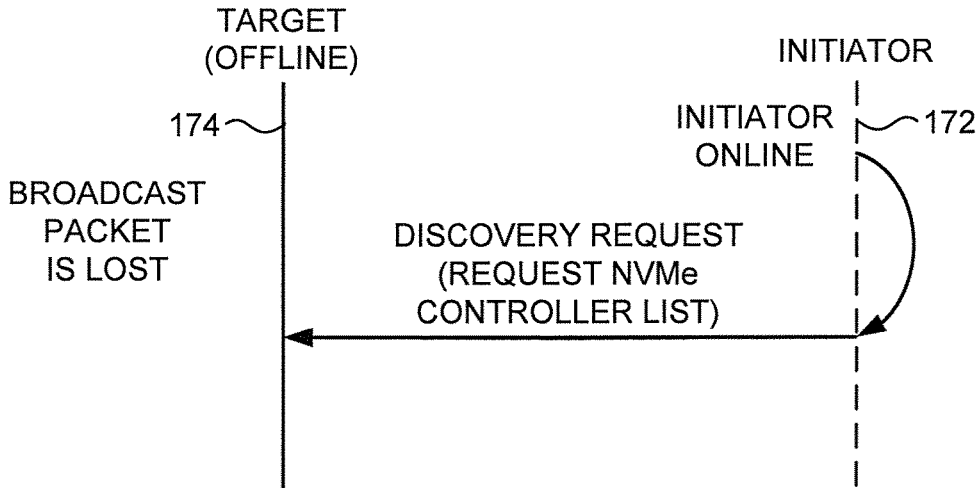 TARGET
(OFFLINE)
INITIATOR
174
INITIATOR
ONLINE
172
BROADCAST
PACKET
IS LOST
DISCOVERY REQUEST
(REQUEST NVMe
CONTROLLER LIST)